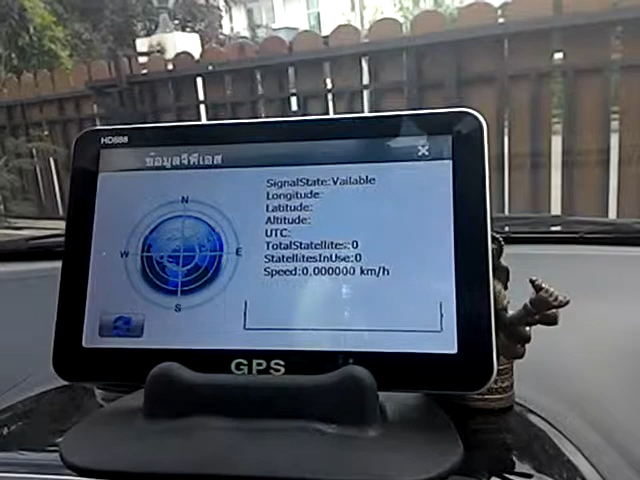 HD888
ข้อมูลจีพีเอส
N
W
E
S
SignalState:Vailable
Longitude:
Latitude:
Altitude:
UTC:
TotalStatellites:0
StatellitesInUse:0
Speed:0.000000 km/h
GPS